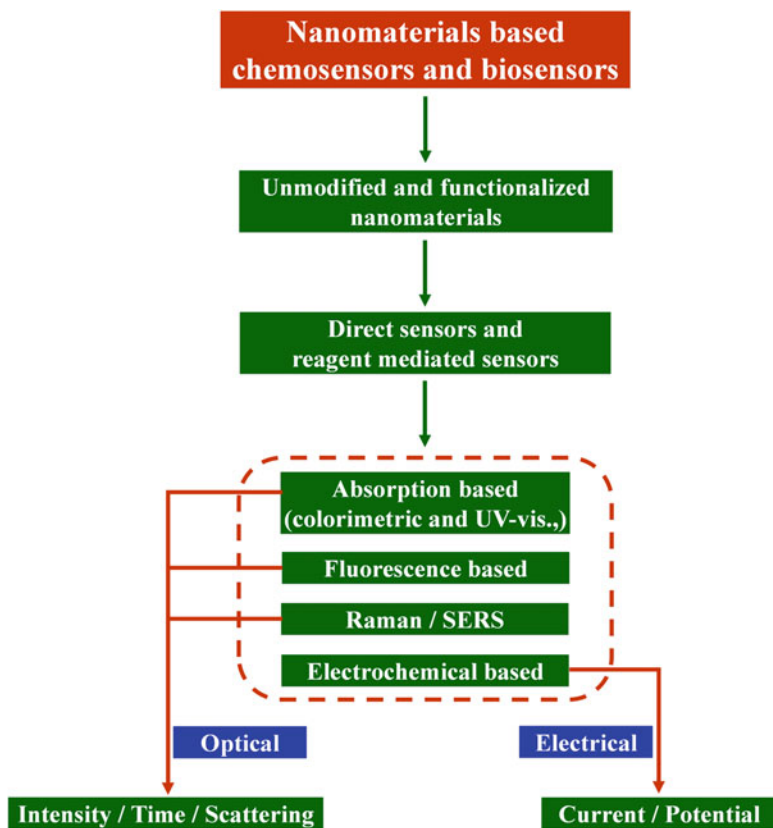 Nanomaterials based
chemosensors and biosensors
Unmodified and functionalized
nanomaterials
Direct sensors and
reagent mediated sensors
Absorption based
(colorimetric and UV-vis.,)
Fluorescence based
Raman / SERS
Electrochemical based
Optical
Electrical
Intensity / Time / Scattering
Current / Potential